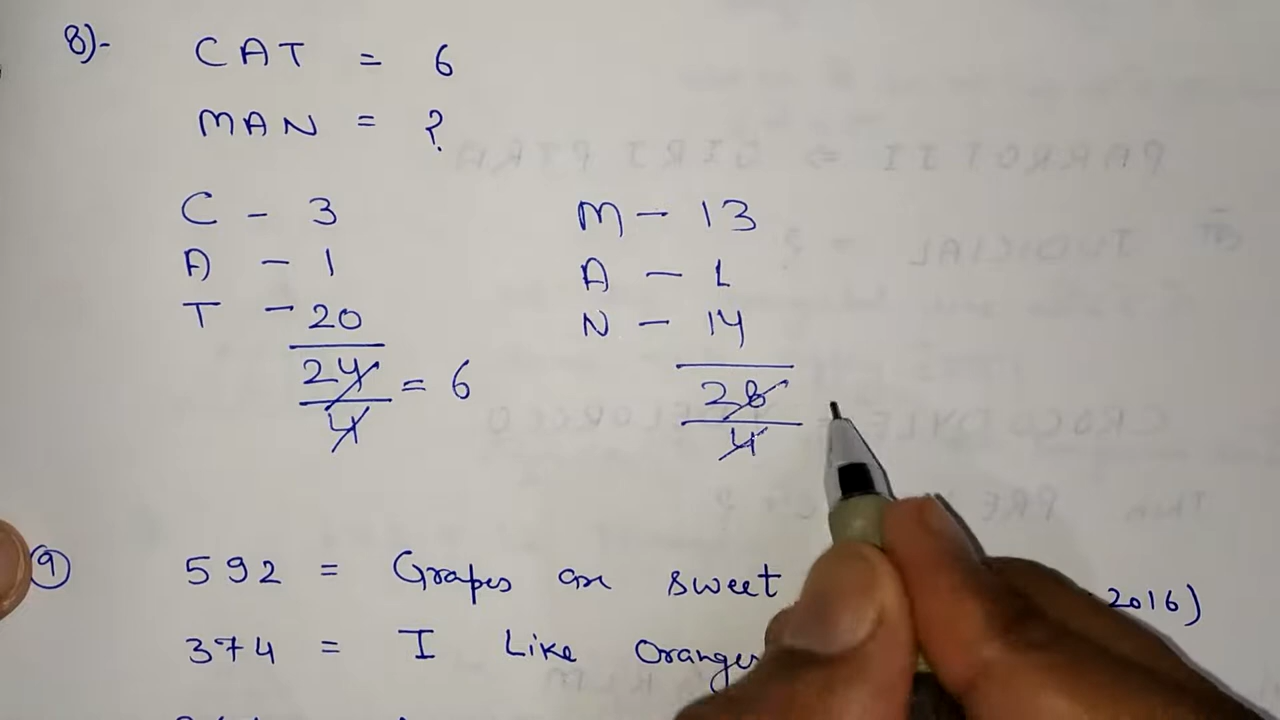 8)- CAT = 6
MAN = ?
C - 3
A - 1
T - 20
24/4 = 6
M - 13
A - 1
N - 14
28/4
9 592 = Grapes are sweet 2016)
374 = I Like Oranges